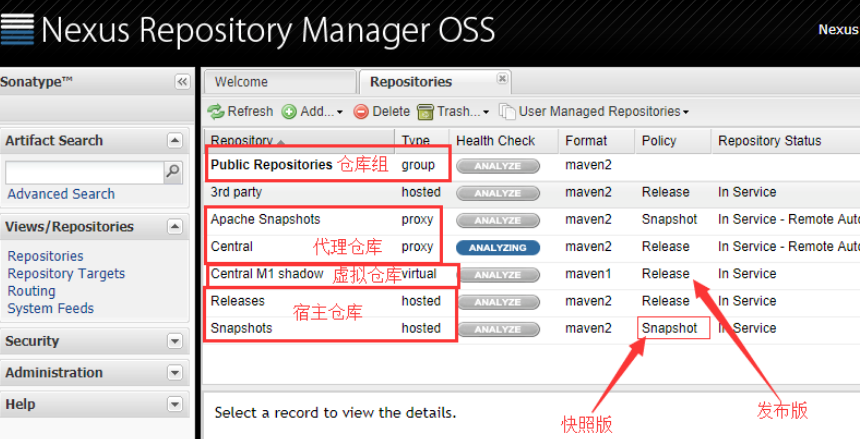 Nexus Repository Manager OSS
Nexus
Sonatype™
Welcome
Repositories
Refresh Add... Delete Trash... User Managed Repositories
Artifact Search
Advanced Search
Views/Repositories
Repositories
Repository Targets
Routing
System Feeds
Security
Administration
Help
Repository Type Health Check Format Policy Repository Status
Public Repositories 仓库组 group ANALYZE maven2
3rd party hosted ANALYZE maven2 Release In Service
Apache Snapshots proxy ANALYZE maven2 Snapshot In Service - Remote Auto
Central 代理仓库 proxy ANALYZING maven2 Release In Service - Remote Auto
Central M1 shadow 虚拟仓库 virtual ANALYZE maven1 Release In Service
Releases hosted ANALYZE maven2 Release In Service
宿主仓库
Snapshots hosted ANALYZE maven2 Snapshot In Service
Select a record to view the details.
快照版
发布版